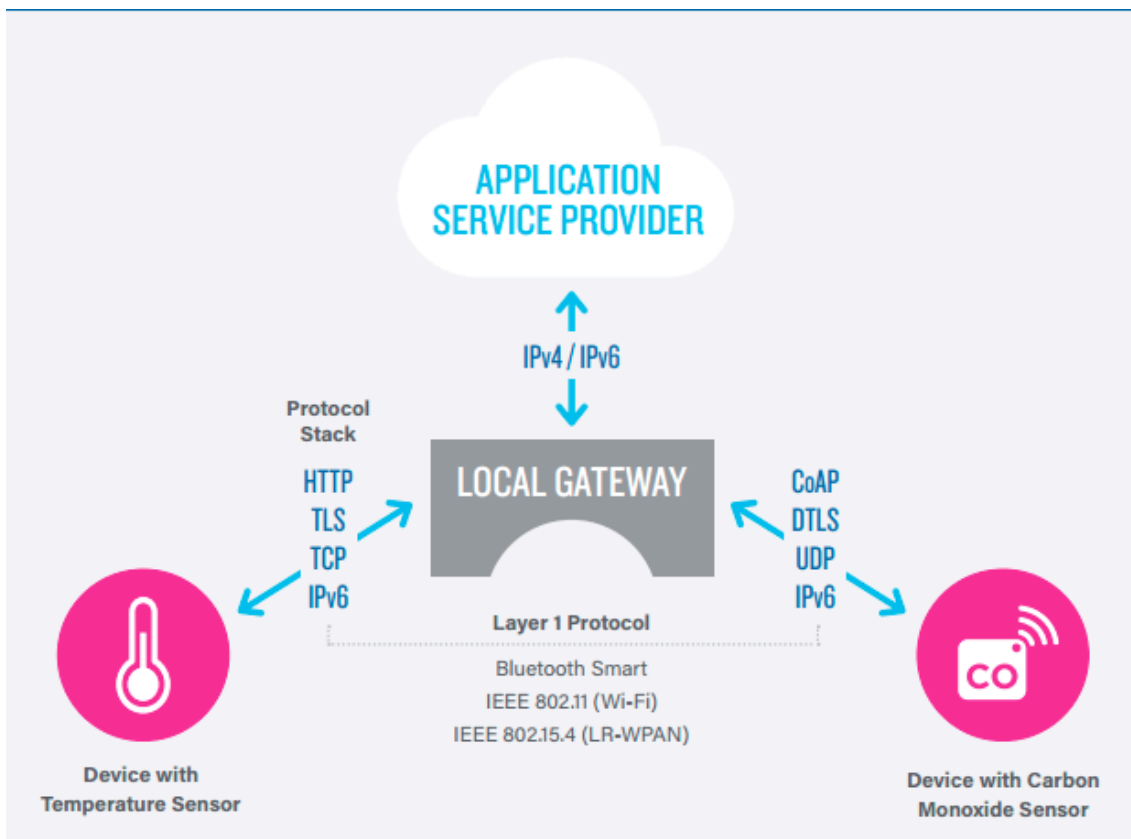 APPLICATION
SERVICE PROVIDER
IPv4 / IPv6
Protocol
Stack
HTTP
TLS
TCP
IPv6
LOCAL GATEWAY
CoAP
DTLS
UDP
IPv6
Layer 1 Protocol
Bluetooth Smart
IEEE 802.11 (Wi-Fi)
IEEE 802.15.4 (LR-WPAN)
CO
Device with
Temperature Sensor
Device with Carbon
Monoxide Sensor